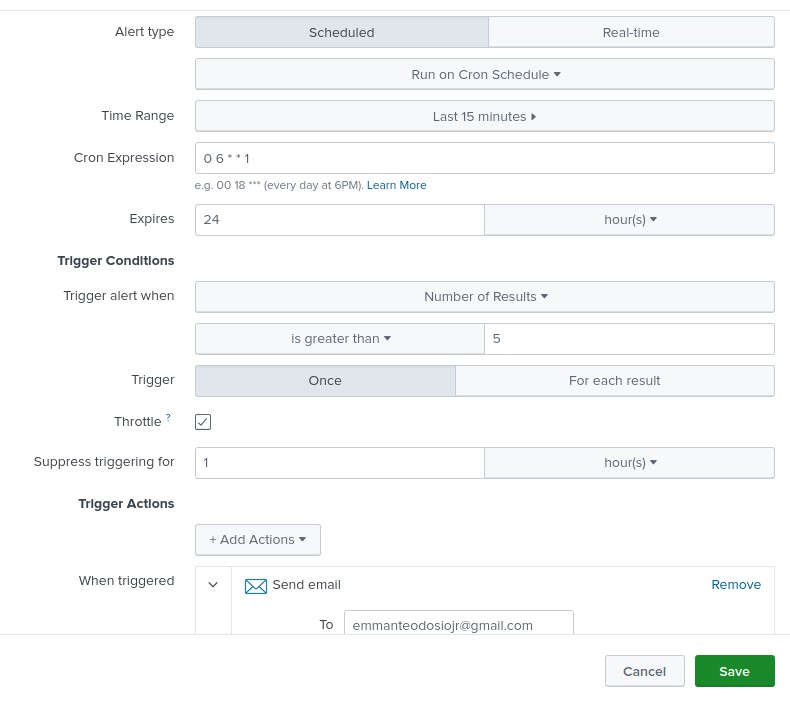 Alert type Scheduled Real-time
Run on Cron Schedule
Time Range Last 15 minutes
Cron Expression 0 6 * * 1
e.g. 00 18 *** (every day at 6PM). Learn More
Expires 24 hour(s)
Trigger Conditions
Trigger alert when Number of Results
is greater than 5
Trigger Once For each result
Throttle ?
Suppress triggering for 1 hour(s)
Trigger Actions
+ Add Actions
When triggered Send email Remove
To emmanteodosiojr@gmail.com
Cancel Save